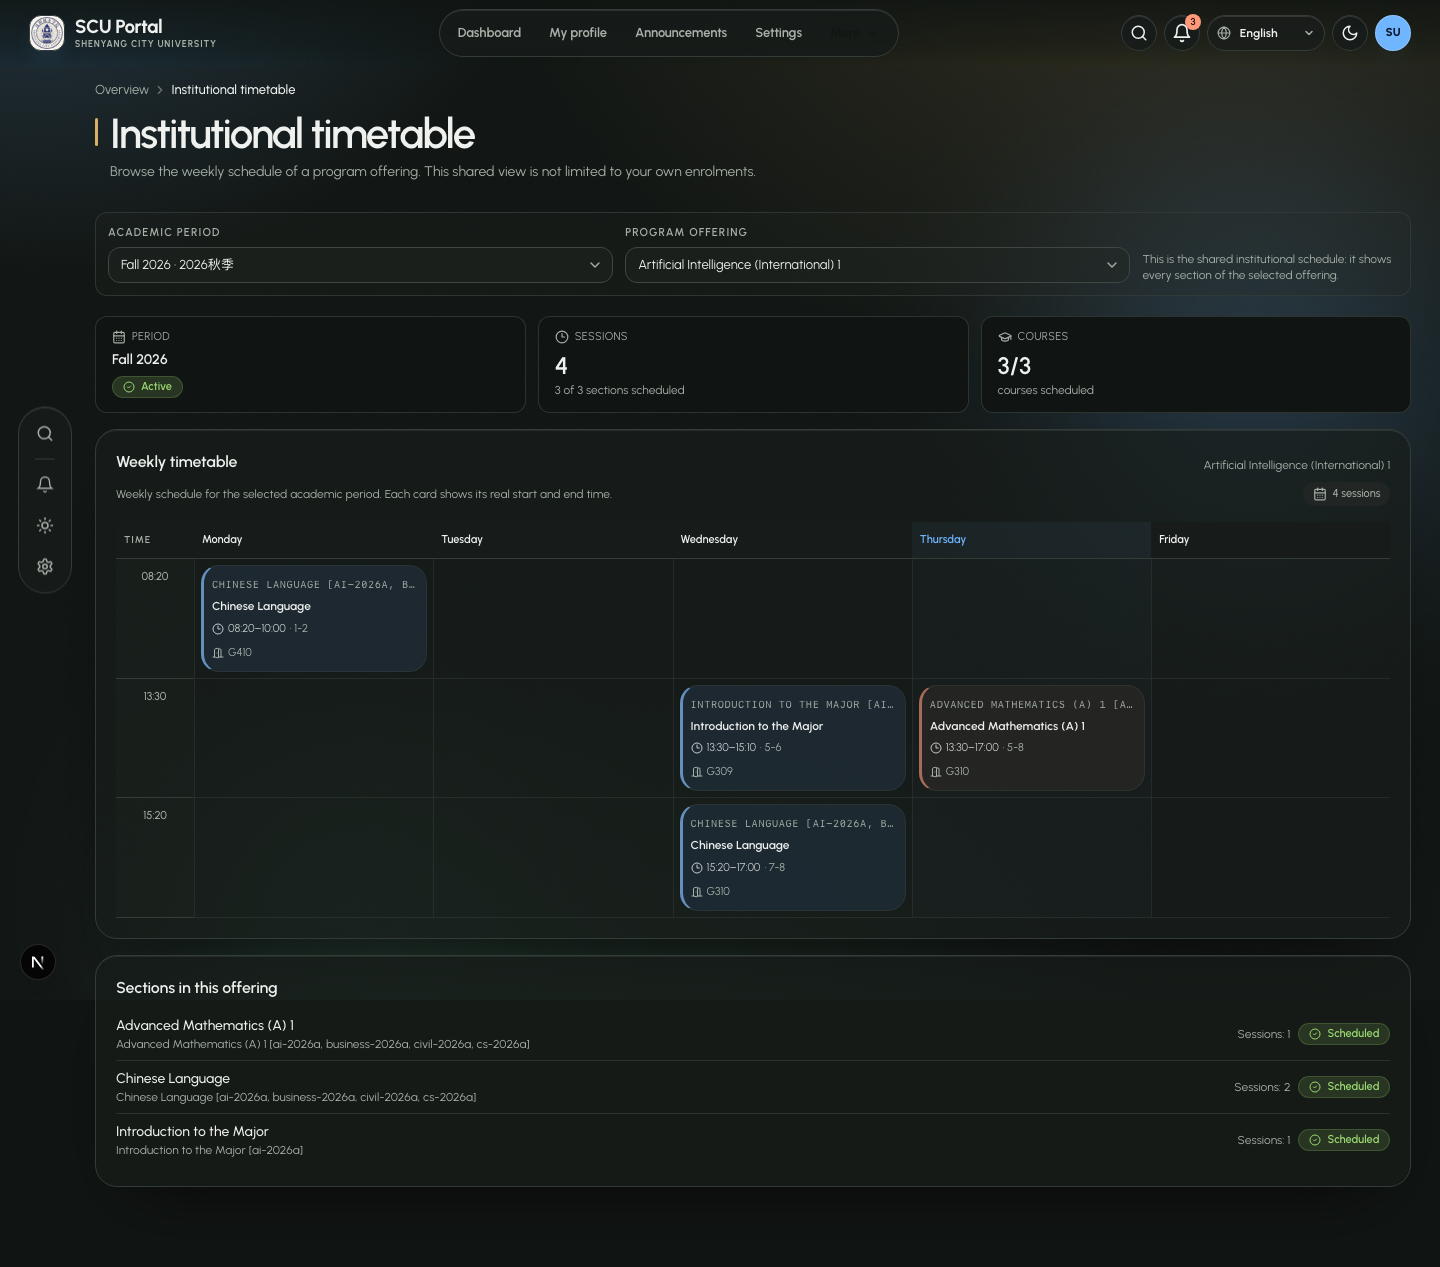 SCU Portal
SHENYANG CITY UNIVERSITY
Dashboard
My profile
Announcements
Settings
3
English
SU
Overview
Institutional timetable
Institutional timetable
Browse the weekly schedule of a program offering. This shared view is not limited to your own enrolments.
ACADEMIC PERIOD
Fall 2026 · 2026秋季
PROGRAM OFFERING
Artificial Intelligence (International) 1
This is the shared institutional schedule: it shows
every section of the selected offering.
PERIOD
Fall 2026
Active
SESSIONS
4
3 of 3 sections scheduled
COURSES
3/3
courses scheduled
Weekly timetable
Artificial Intelligence (International) 1
Weekly schedule for the selected academic period. Each card shows its real start and end time.
4 sessions
TIME
Monday
Tuesday
Wednesday
Thursday
Friday
08:20
CHINESE LANGUAGE [AI-2026A, B…
Chinese Language
08:20–10:00 · 1-2
G410
13:30
INTRODUCTION TO THE MAJOR [AI…
Introduction to the Major
13:30–15:10 · 5-6
G309
ADVANCED MATHEMATICS (A) 1 [A…
Advanced Mathematics (A) 1
13:30–17:00 · 5-8
G310
15:20
CHINESE LANGUAGE [AI-2026A, B…
Chinese Language
15:20–17:00 · 7-8
G310
N
Sections in this offering
Advanced Mathematics (A) 1
Advanced Mathematics (A) 1 [ai-2026a, business-2026a, civil-2026a, cs-2026a]
Sessions: 1
Scheduled
Chinese Language
Chinese Language [ai-2026a, business-2026a, civil-2026a, cs-2026a]
Sessions: 2
Scheduled
Introduction to the Major
Introduction to the Major [ai-2026a]
Sessions: 1
Scheduled